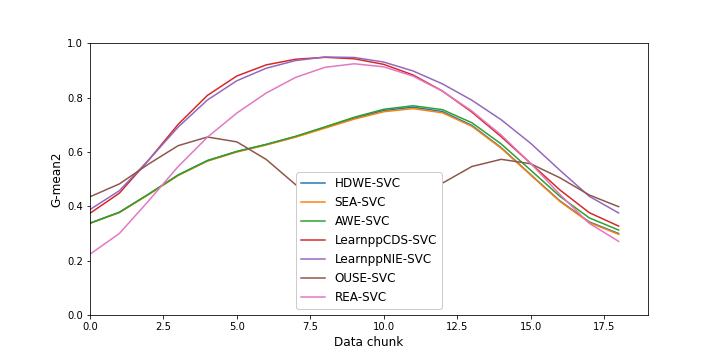 1.0
0.8
0.6
0.4
0.2
0.0
G-mean2
HDWE-SVC
SEA-SVC
AWE-SVC
LearnppCDS-SVC
LearnppNIE-SVC
OUSE-SVC
REA-SVC
0.0 2.5 5.0 7.5 10.0 12.5 15.0 17.5
Data chunk